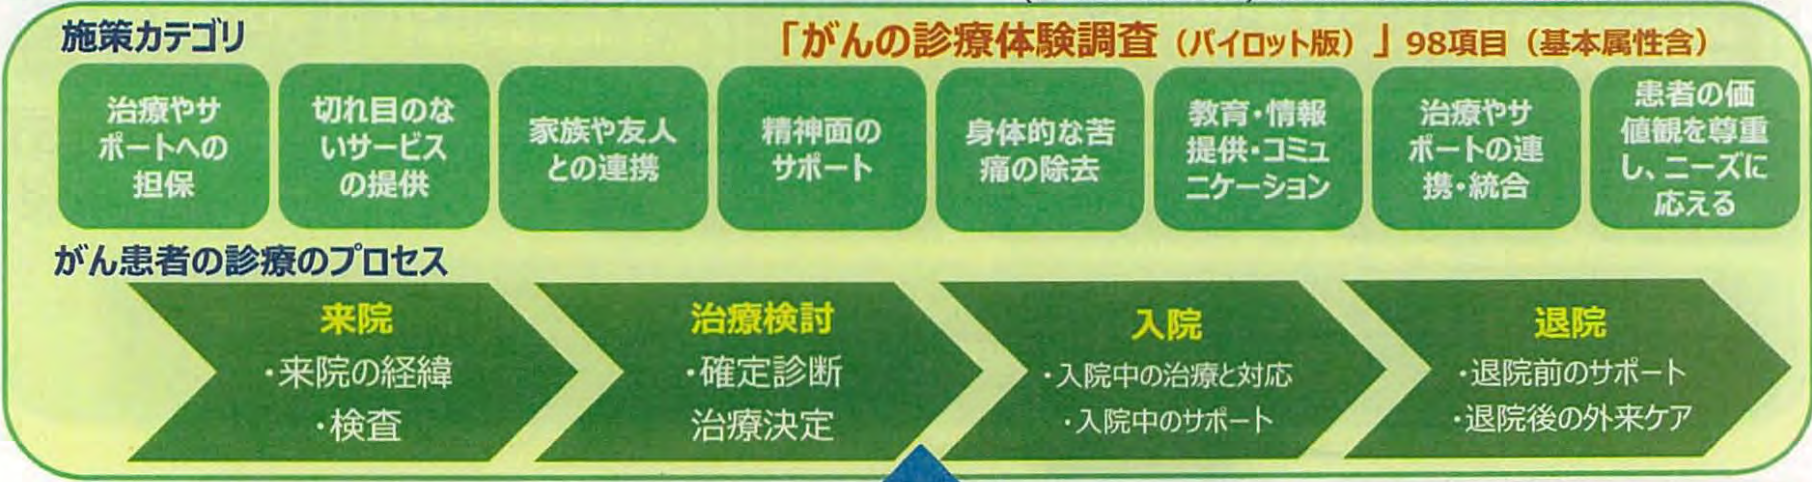 施策カテゴリ
「がんの診療体験調査（パイロット版）」98項目（基本属性含）
治療やサ
ポートへの
担保
切れ目のな
いサービス
の提供
家族や友人
との連携
精神面の
サポート
身体的な苦
痛の除去
教育・情報
提供・コミュ
ニケーション
治療やサ
ポートの連
携・統合
患者の価
値観を尊重
し、ニーズに
応える
がん患者の診療のプロセス
来院
・来院の経緯
・検査
治療検討
・確定診断
治療決定
入院
・入院中の治療と対応
・入院中のサポート
退院
・退院前のサポート
・退院後の外来ケア